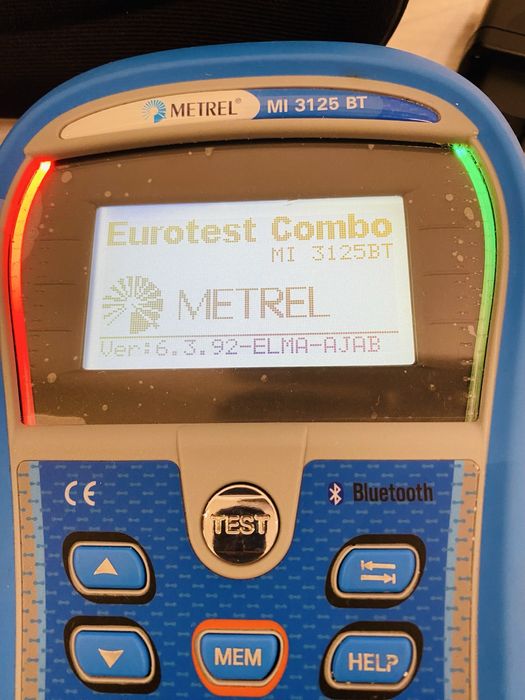 METREL® MI 3125 BT
Eurotest Combo
MI 3125BT
METREL
Ver:6.3.92-ELMA-AJAB
CE Bluetooth
TEST
MEM
HELP